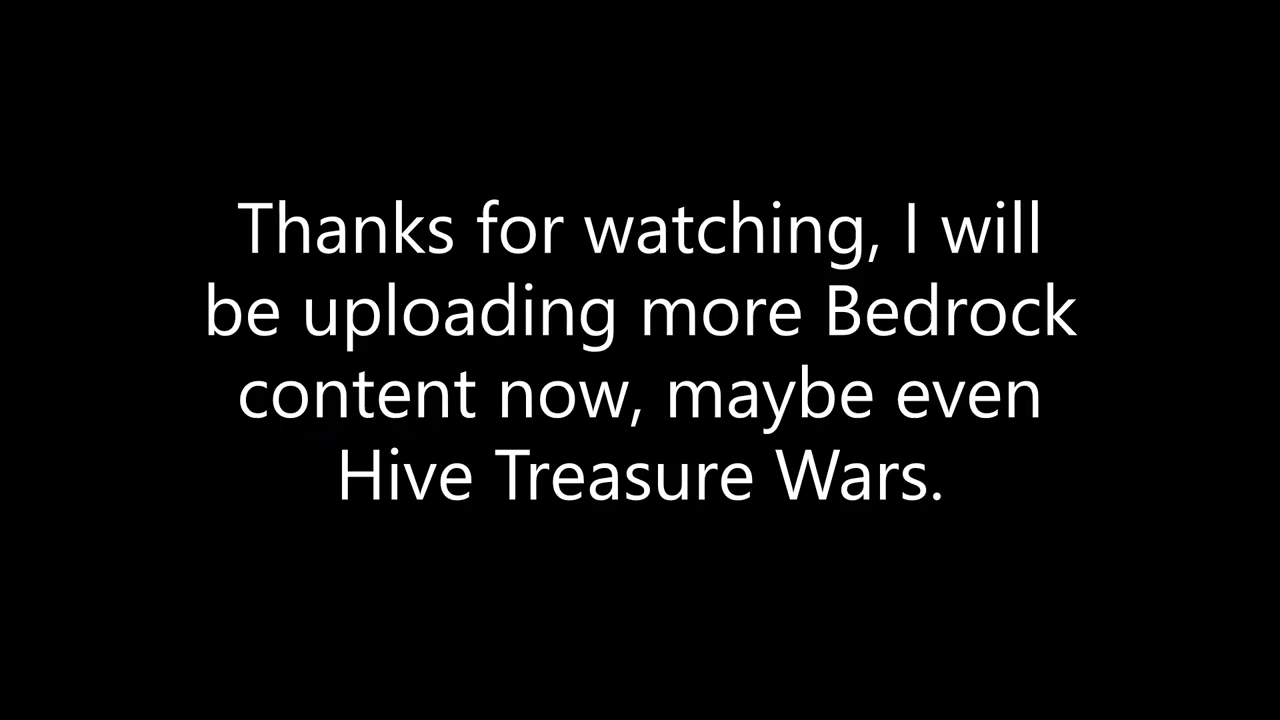 Thanks for watching, I will
be uploading more Bedrock
content now, maybe even
Hive Treasure Wars.